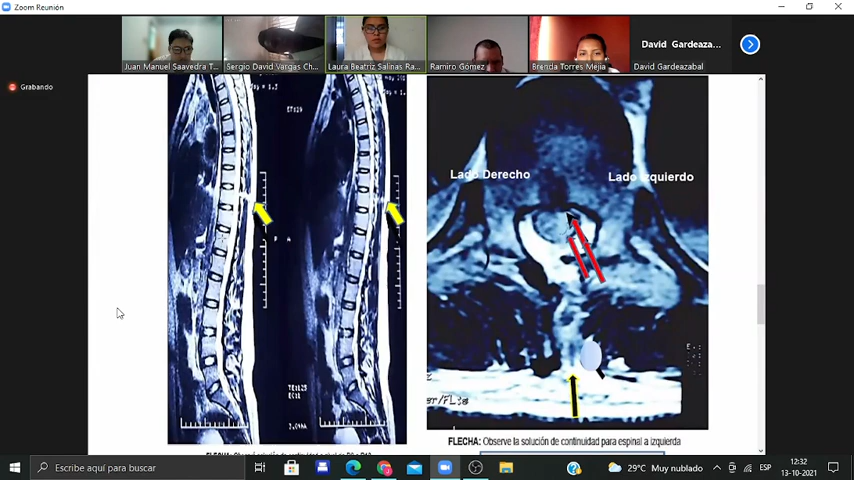 Zoom Reunión
Juan Manuel Saavedra T...
Sergio David Vargas Ch...
Laura Beatriz Salinas Ra...
Ramiro Gómez
Brenda Torres Mejia
David Gardeaza...
David Gardeazabal
Grabando
Lado Derecho
Lado Izquierdo
P A
FLECHA: Observe la solución de continuidad para espinal a izquierda
Escribe aquí para buscar
29°C Muy nublado
ESP
12:32
13-10-2021